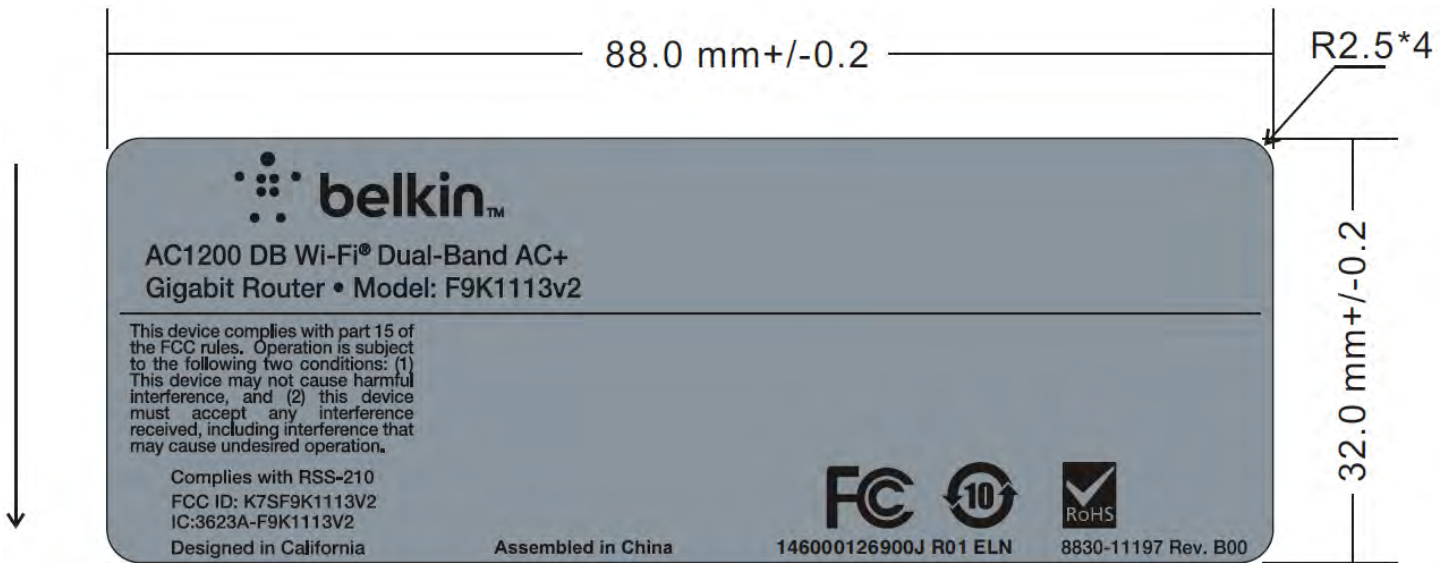 88.0 mm+/-0.2
R2.5*4
belkin™
AC1200 DB Wi-Fi® Dual-Band AC+
Gigabit Router • Model: F9K1113v2
32.0 mm+/-0.2
This device complies with part 15 of
the FCC rules. Operation is subject
to the following two conditions: (1)
This device may not cause harmful
interference, and (2) this device
must accept any interference
received, including interference that
may cause undesired operation.
Complies with RSS-210
FCC ID: K7SF9K1113V2
IC:3623A-F9K1113V2
FC
10
RoHS
Designed in California
Assembled in China
146000126900J R01 ELN
8830-11197 Rev. B00